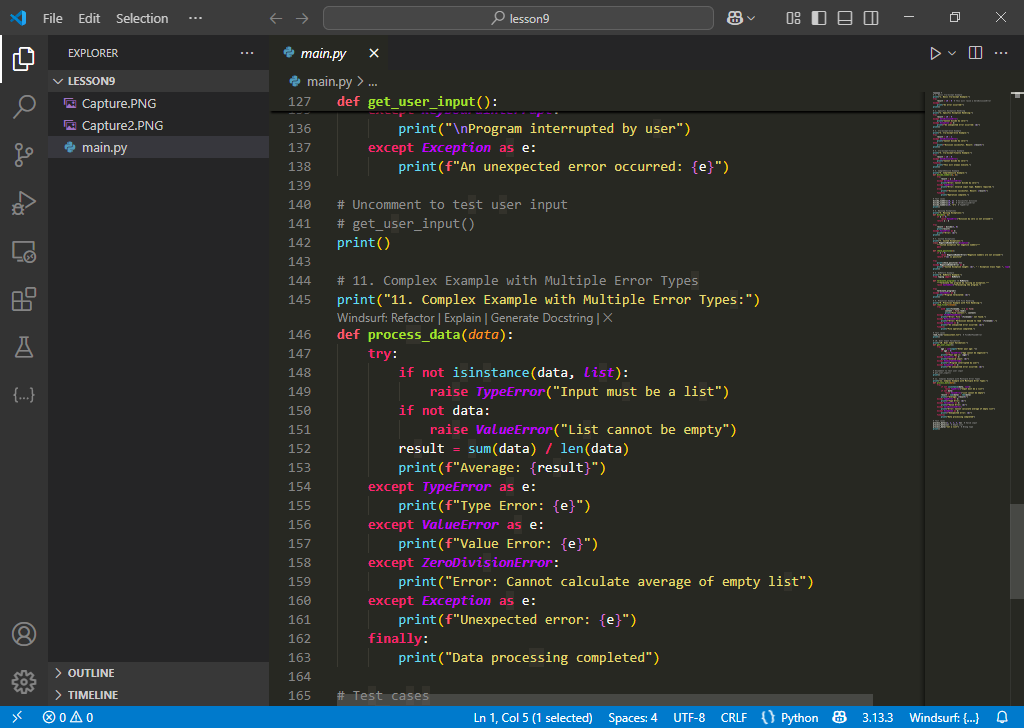 File Edit Selection ··· lesson9
EXPLORER ···
LESSON9
Capture.PNG
Capture2.PNG
main.py
main.py
main.py > ...
127 def get_user_input():
136 print("\nProgram interrupted by user")
137 except Exception as e:
138 print(f"An unexpected error occurred: {e}")
139
140 # Uncomment to test user input
141 # get_user_input()
142 print()
143
144 # 11. Complex Example with Multiple Error Types
145 print("11. Complex Example with Multiple Error Types:")
Windsurf: Refactor | Explain | Generate Docstring | X
146 def process_data(data):
147 try:
148 if not isinstance(data, list):
149 raise TypeError("Input must be a list")
150 if not data:
151 raise ValueError("List cannot be empty")
152 result = sum(data) / len(data)
153 print(f"Average: {result}")
154 except TypeError as e:
155 print(f"Type Error: {e}")
156 except ValueError as e:
157 print(f"Value Error: {e}")
158 except ZeroDivisionError:
159 print("Error: Cannot calculate average of empty list")
160 except Exception as e:
161 print(f"Unexpected error: {e}")
162 finally:
163 print("Data processing completed")
164
165 # Test cases
OUTLINE
TIMELINE
0 0 Ln 1, Col 5 (1 selected) Spaces: 4 UTF-8 CRLF {} Python 3.13.3 Windsurf: {...}